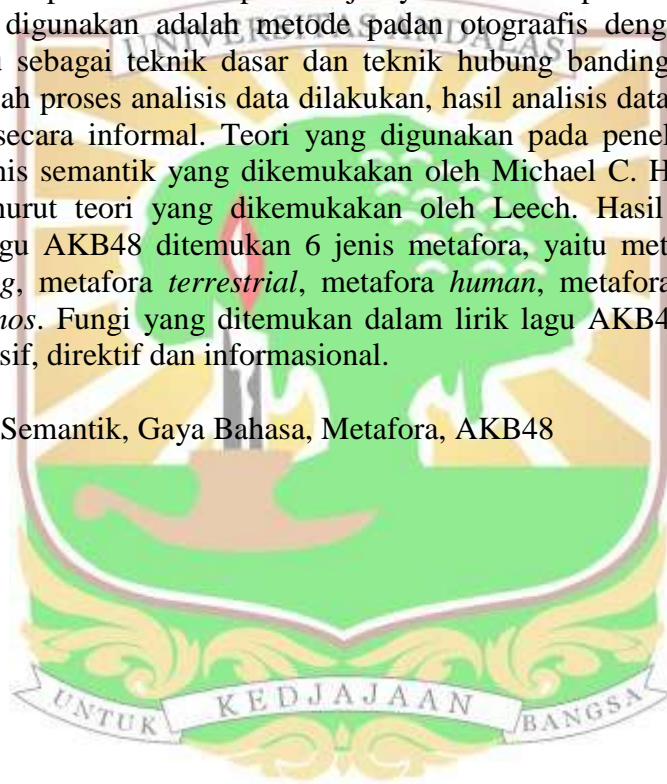 digunakan adalah metode padan otograafis deng
UNIVERSITAS ANDALAS
sebagai teknik dasar dan teknik hubung banding
ah proses analisis data dilakukan, hasil analisis data
secara informal. Teori yang digunakan pada penel
nis semantik yang dikemukakan oleh Michael C. H
nurut teori yang dikemukakan oleh Leech. Hasil
agu AKB48 ditemukan 6 jenis metafora, yaitu met
g, metafora terrestrial, metafora human, metafora
nos. Fungi yang ditemukan dalam lirik lagu AKB4
sif, direktif dan informasional.
Semantik, Gaya Bahasa, Metafora, AKB48
UNTUK KEDJAJAAN BANGSA